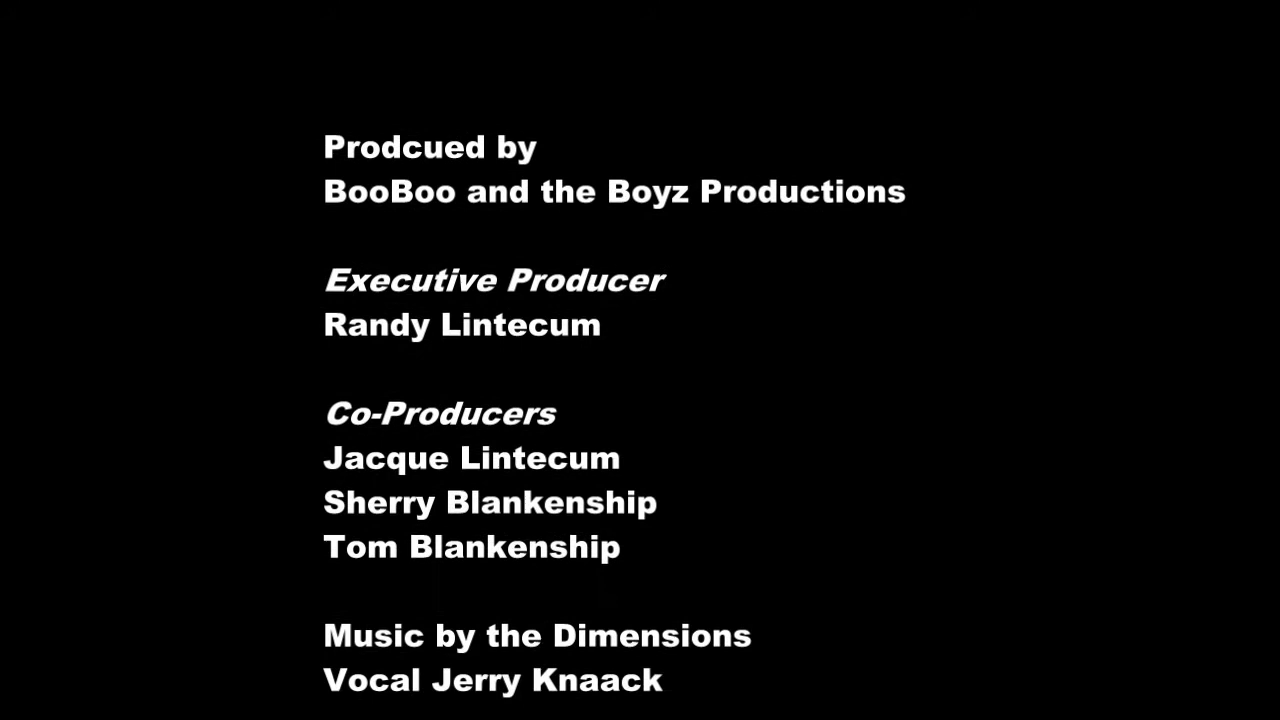 Prodcued by
BooBoo and the Boyz Productions
Executive Producer
Randy Lintecum
Co-Producers
Jacque Lintecum
Sherry Blankenship
Tom Blankenship
Music by the Dimensions
Vocal Jerry Knaack